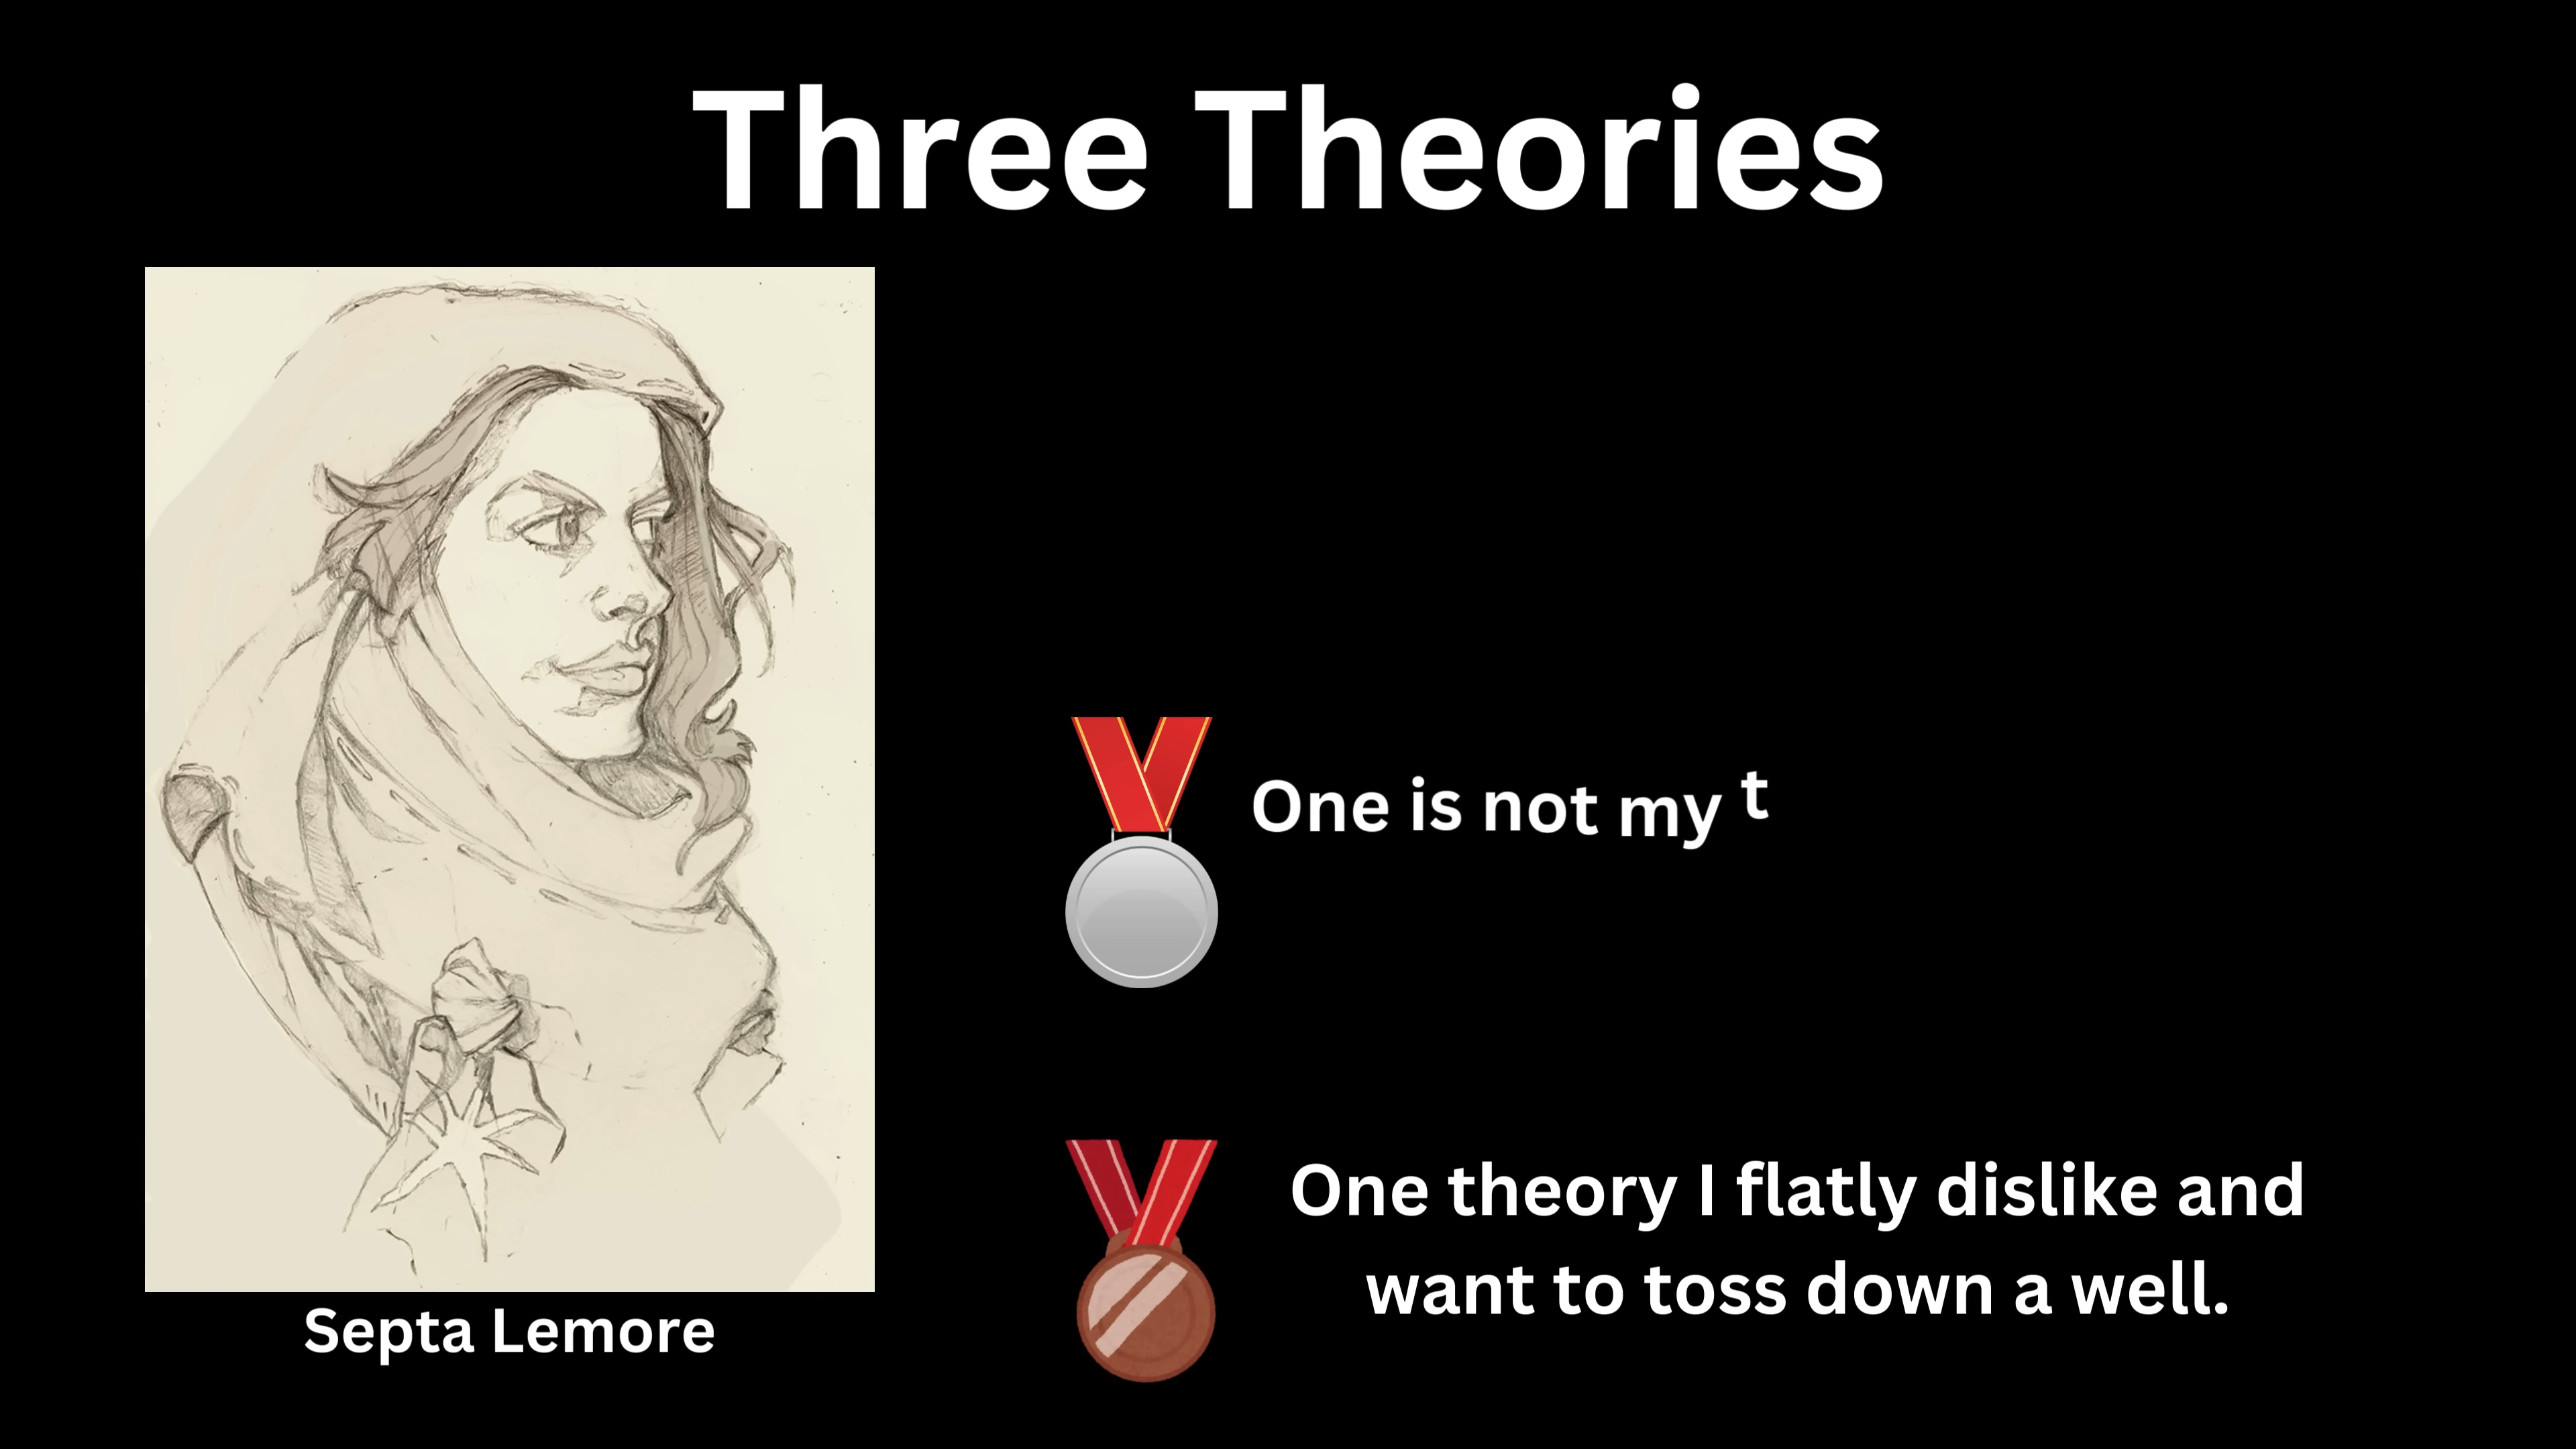 Three Theories
One is not my t
One theory I flatly dislike and
want to toss down a well.
Septa Lemore